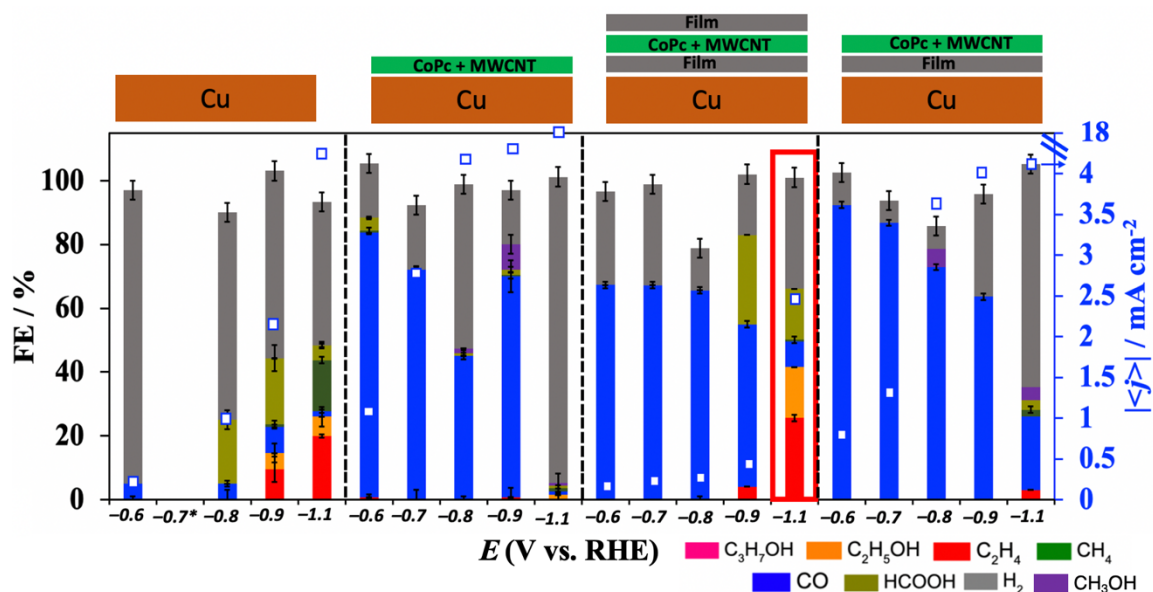 Film
CoPc + MWCNT
CoPc + MWCNT
CoPc + MWCNT
Film
Film
Cu
Cu
Cu
Cu
FE / %
100
80
60
40
20
0
18
4
3.5
3
2.5
2
1.5
1
0.5
0
|<j>| / mA cm⁻²
−0.6 −0.7* −0.8 −0.9 −1.1 −0.6 −0.7 −0.8 −0.9 −1.1 −0.6 −0.7 −0.8 −0.9 −1.1 −0.6 −0.7 −0.8 −0.9 −1.1
E (V vs. RHE)
C₃H₇OH C₂H₅OH C₂H₄ CH₄
CO HCOOH H₂ CH₃OH